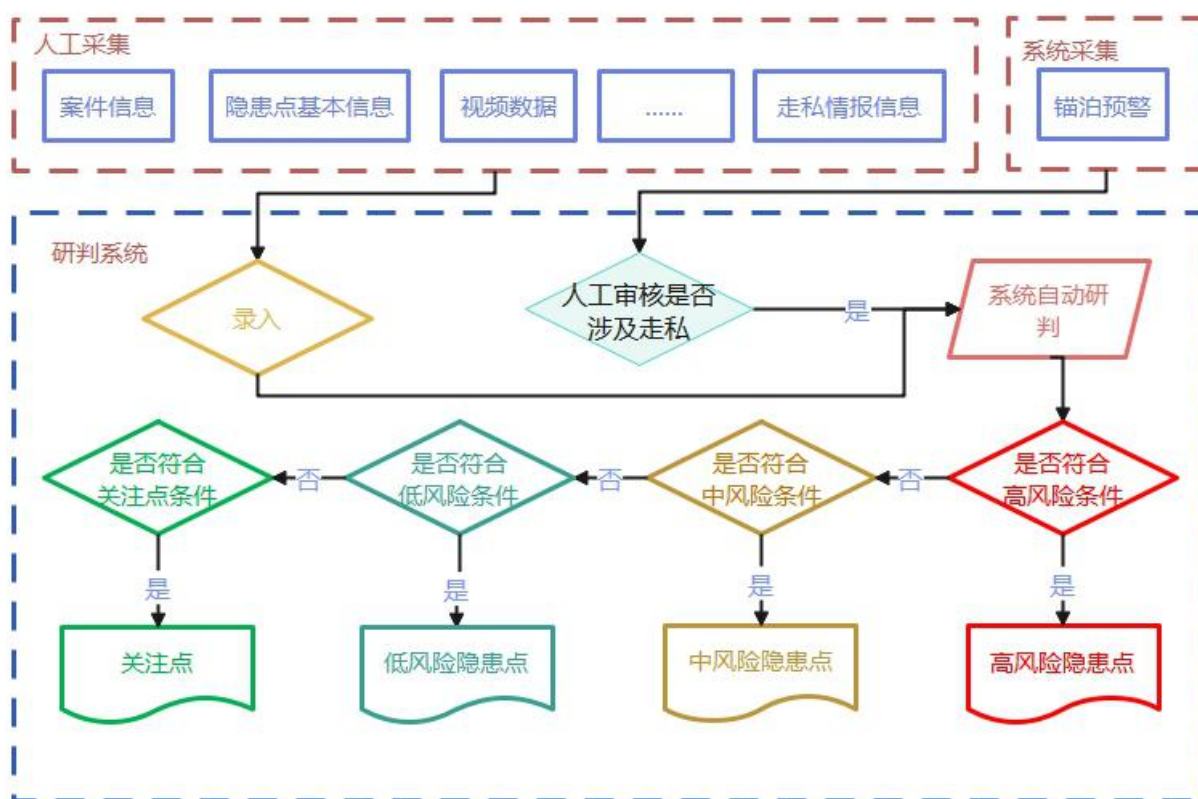 人工采集
系统采集
案件信息
隐患点基本信息
视频数据
......
走私情报信息
锚泊预警
研判系统
录入
人工审核是否
涉及走私
是
系统自动研
判
是否符合
关注点条件
否
是否符合
低风险条件
否
是否符合
中风险条件
否
是否符合
高风险条件
是
是
是
是
关注点
低风险隐患点
中风险隐患点
高风险隐患点